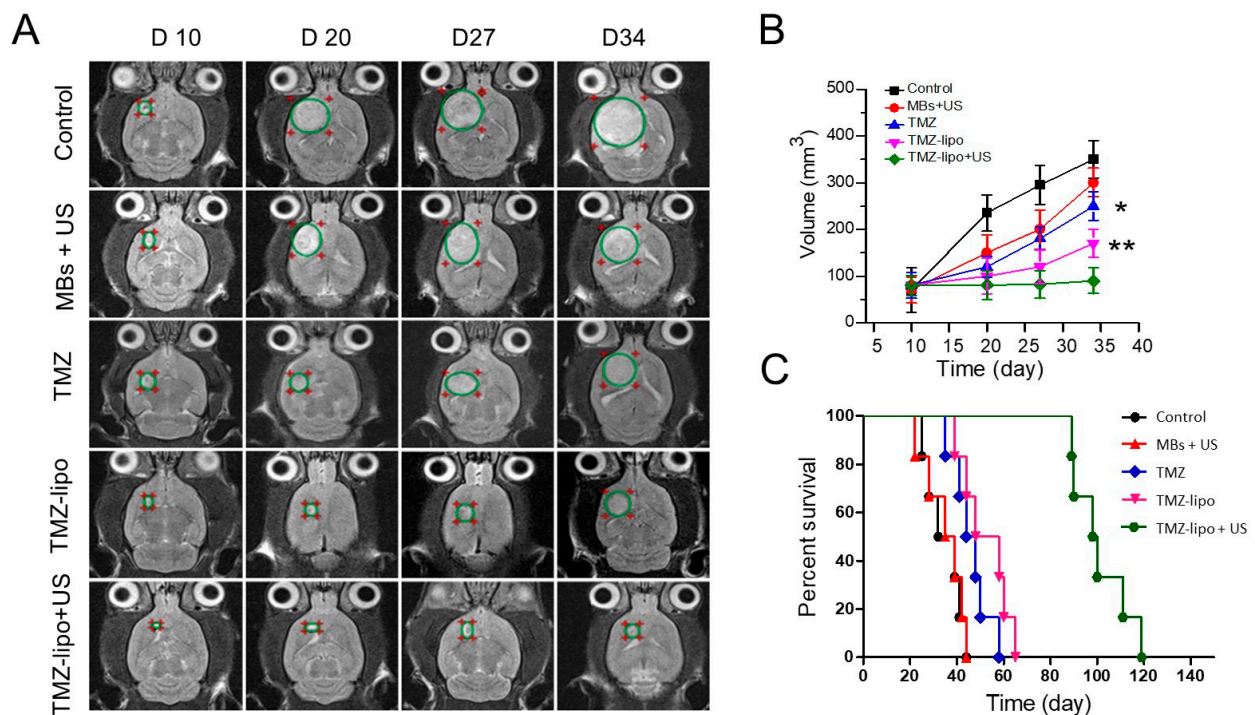 A
D 10 D 20 D27 D34
Control
MBs + US
TMZ
TMZ-lipo
TMZ-lipo+US
B
Control
MBs+US
TMZ
TMZ-lipo
TMZ-lipo+US
Volume (mm³)
500
400
300
200
100
0
*
**
5 10 15 20 25 30 35 40
Time (day)
C
Control
MBs + US
TMZ
TMZ-lipo
TMZ-lipo + US
Percent survival
100
80
60
40
20
0
0 20 40 60 80 100 120 140
Time (day)